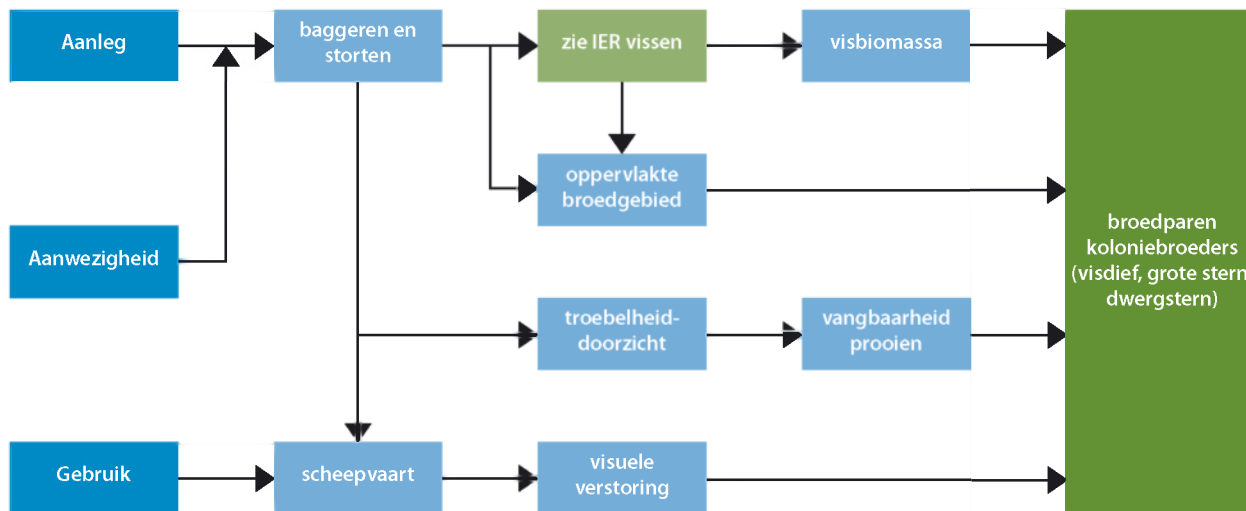 Aanleg
baggeren en
storten
zie IER vissen
visbiomassa
oppervlakte
broedgebied
Aanwezigheid
broedparen
koloniebroeders
(visdief, grote stern,
dwergstern)
troebelheid-
doorzicht
vangbaarheid
prooien
Gebruik
scheepvaart
visuele
verstoring